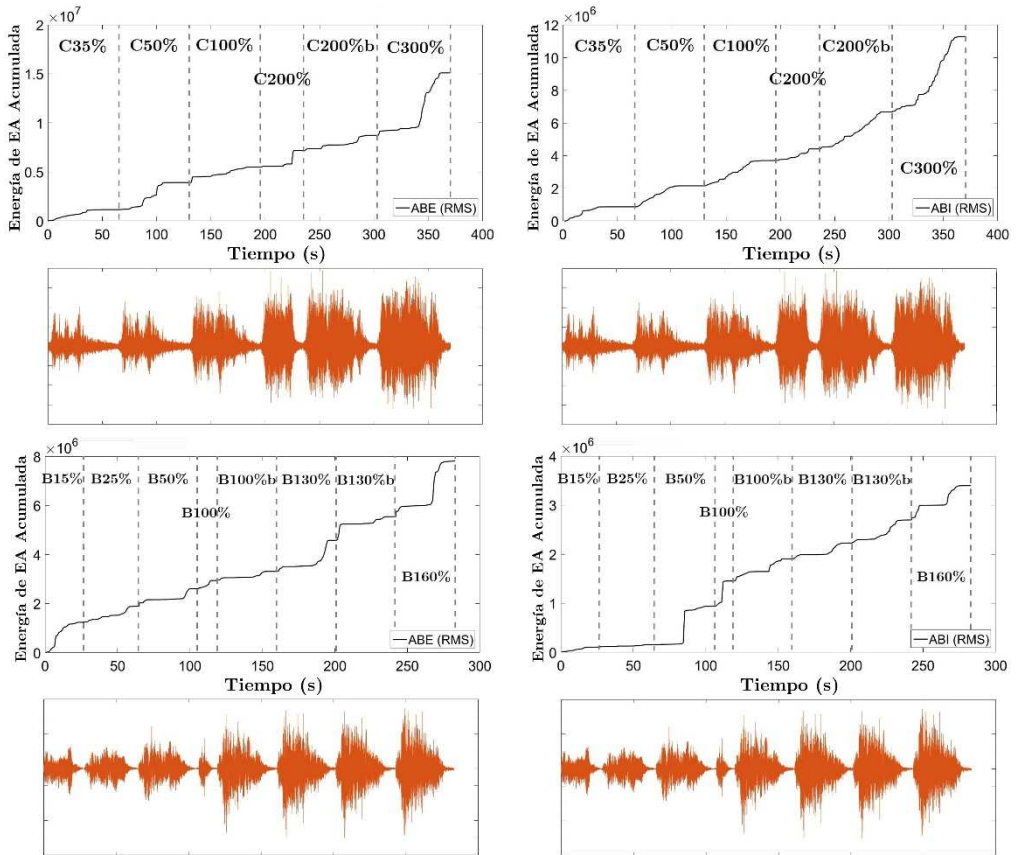 ×10^7
2
1.5
1
0.5
0
Energía de EA Acumulada
C35% C50% C100% C200%b C300%
C200%
ABE (RMS)
0 50 100 150 200 250 300 350 400
Tiempo (s)
×10^6
12
10
8
6
4
2
0
Energía de EA Acumulada
C35% C50% C100% C200%b
C200%
C300%
ABI (RMS)
0 50 100 150 200 250 300 350 400
Tiempo (s)
×10^6
8
6
4
2
0
Energía de EA Acumulada
B15% B25% B50% B100%b B130% B130%b
B100%
B160%
ABE (RMS)
0 50 100 150 200 250 300
Tiempo (s)
×10^6
4
3
2
1
0
Energía de EA Acumulada
B15% B25% B50% B100%b B130% B130%b
B100%
B160%
ABI (RMS)
0 50 100 150 200 250 300
Tiempo (s)